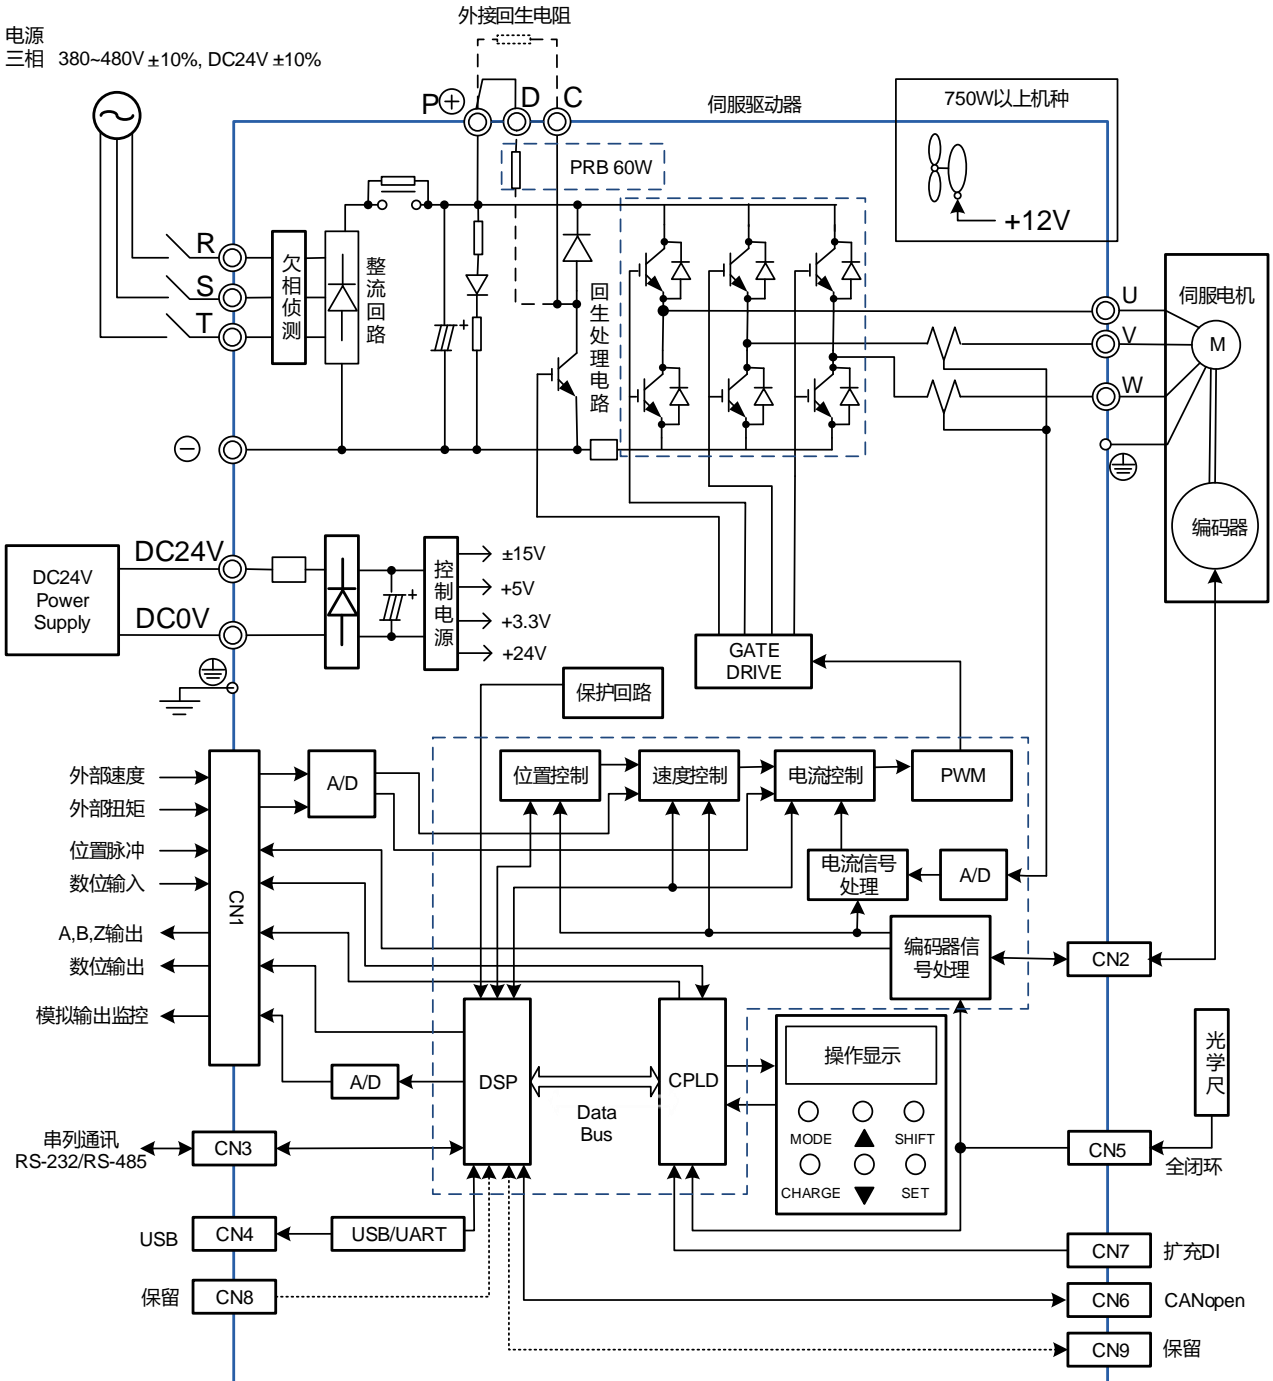 外接回生电阻
电源
三相 380~480V ±10%, DC24V ±10%
P
D
C
伺服驱动器
750W以上机种
+12V
PRB 60W
R
S
T
欠相侦测
整流回路
+
回生处理电路
U
V
W
伺服电机
M
编码器
DC24V
Power
Supply
DC24V
DC0V
+
控制电源
±15V
+5V
+3.3V
+24V
GATE
DRIVE
保护回路
外部速度
外部扭矩
位置脉冲
数位输入
A,B,Z输出
数位输出
模拟输出监控
CN1
A/D
位置控制
速度控制
电流控制
PWM
电流信号
处理
A/D
编码器信
号处理
CN2
DSP
CPLD
Data
Bus
A/D
操作显示
MODE
SHIFT
CHARGE
SET
光学尺
串列通讯
RS-232/RS-485
CN3
CN5
全闭环
USB
CN4
USB/UART
CN7
扩充DI
保留
CN8
CN6
CANopen
CN9
保留